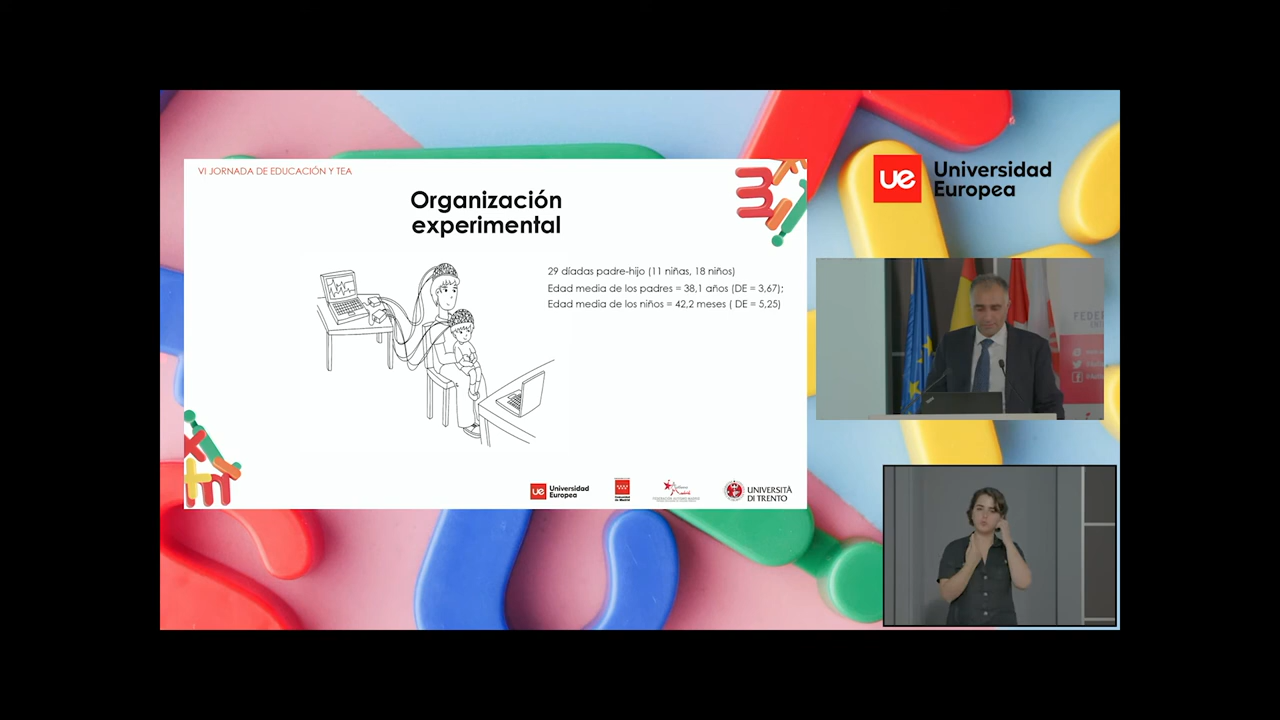 VI JORNADA DE EDUCACIÓN Y TEA
Organización
experimental
29 díadas padre-hijo (11 niñas, 18 niños)
Edad media de los padres = 38,1 años (DE = 3,67);
Edad media de los niños = 42,2 meses ( DE = 5,25)
ue Universidad
Europea
UNIVERSITÀ
DI TRENTO
ue Universidad
Europea
FEDER